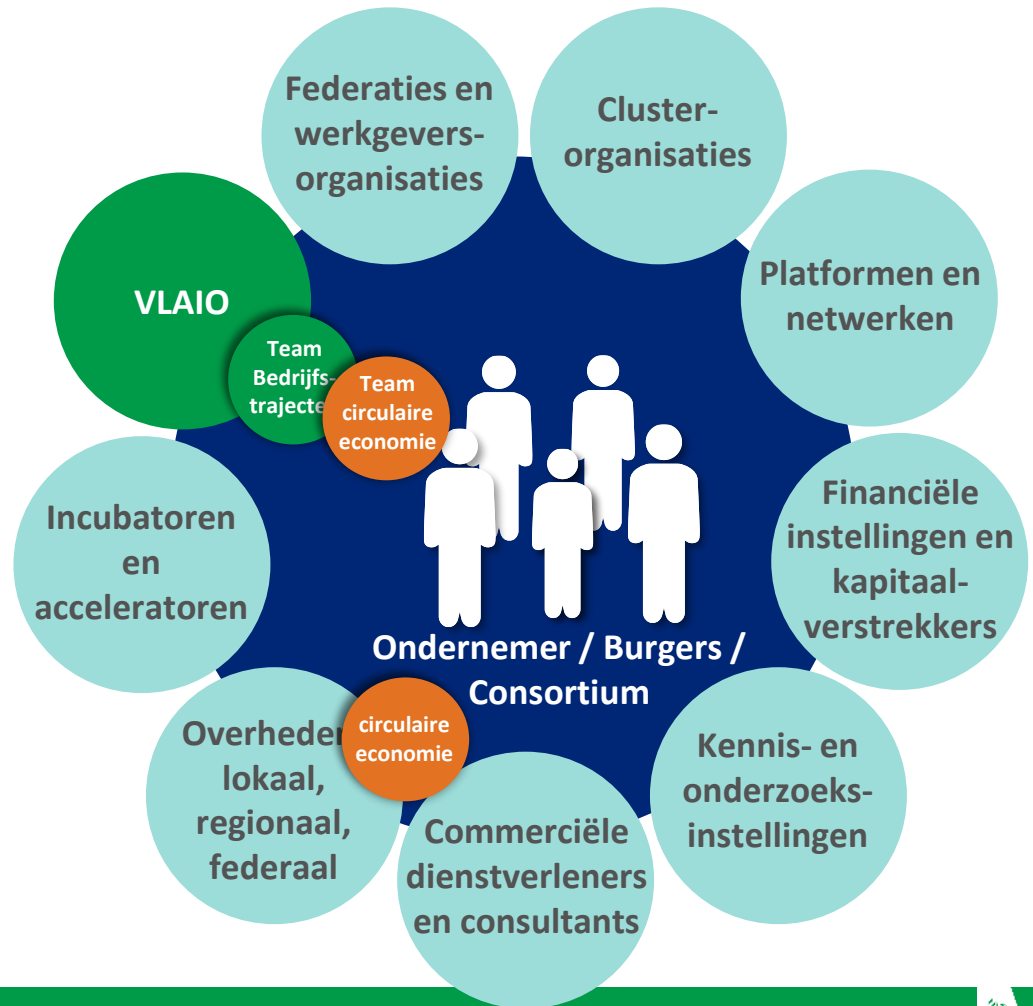 Federaties en
werkgevers-
organisaties
Cluster-
organisaties
VLAIO
Platformen en
netwerken
Team
Bedrijfs-
trajecte
Team
circulaire
economie
Incubatoren
en
acceleratoren
Financiële
instellingen en
kapitaal-
verstrekkers
Ondernemer / Burgers /
Consortium
Overheden
lokaal,
regionaal,
federaal
circulaire
economie
Kennis- en
onderzoeks-
instellingen
Commerciële
dienstverleners
en consultants